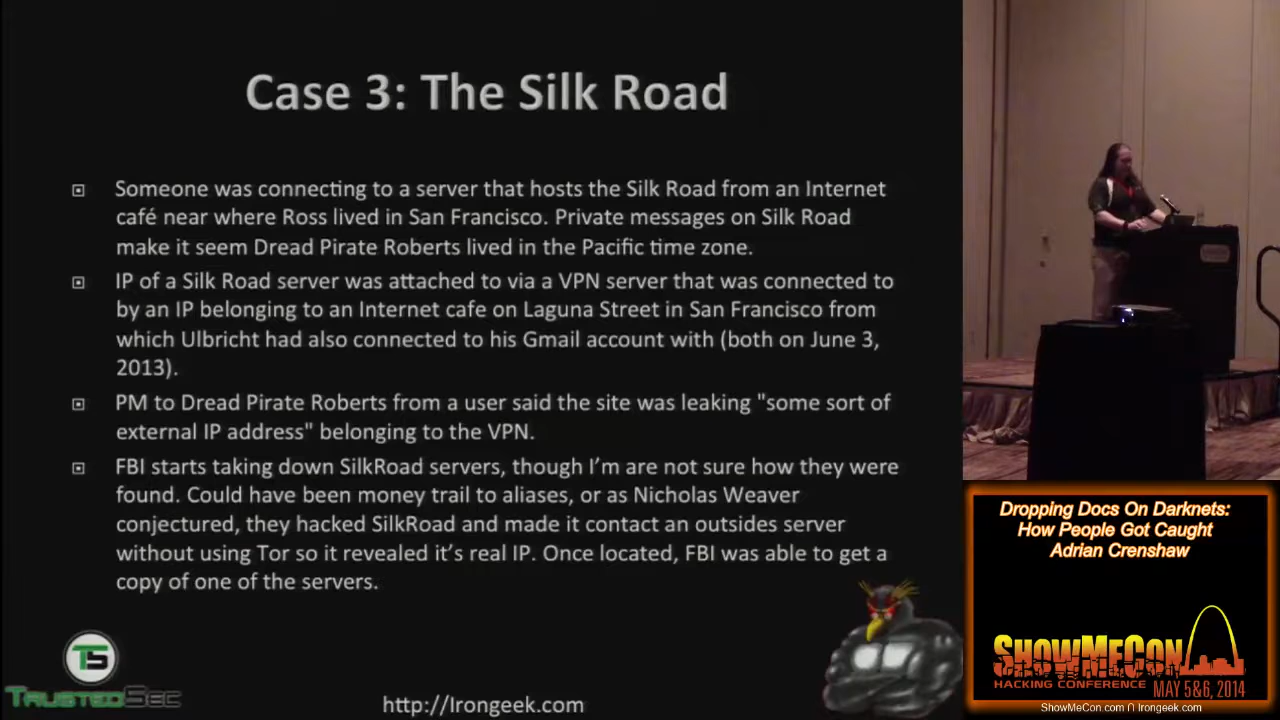 Case 3: The Silk Road
Someone was connecting to a server that hosts the Silk Road from an Internet
café near where Ross lived in San Francisco. Private messages on Silk Road
make it seem Dread Pirate Roberts lived in the Pacific time zone.
IP of a Silk Road server was attached to via a VPN server that was connected to
by an IP belonging to an Internet cafe on Laguna Street in San Francisco from
which Ulbricht had also connected to his Gmail account with (both on June 3,
2013).
PM to Dread Pirate Roberts from a user said the site was leaking "some sort of
external IP address" belonging to the VPN.
FBI starts taking down SilkRoad servers, though I'm are not sure how they were
found. Could have been money trail to aliases, or as Nicholas Weaver
conjectured, they hacked SilkRoad and made it contact an outsides server
without using Tor so it revealed it's real IP. Once located, FBI was able to get a
copy of one of the servers.
TS
TRUSTEDSEC
http://Irongeek.com
Dropping Docs On Darknets:
How People Got Caught
Adrian Crenshaw
SHOWMECON
HACKING CONFERENCE
MAY 5&6, 2014
ShowMeCon.com ∩ Irongeek.com